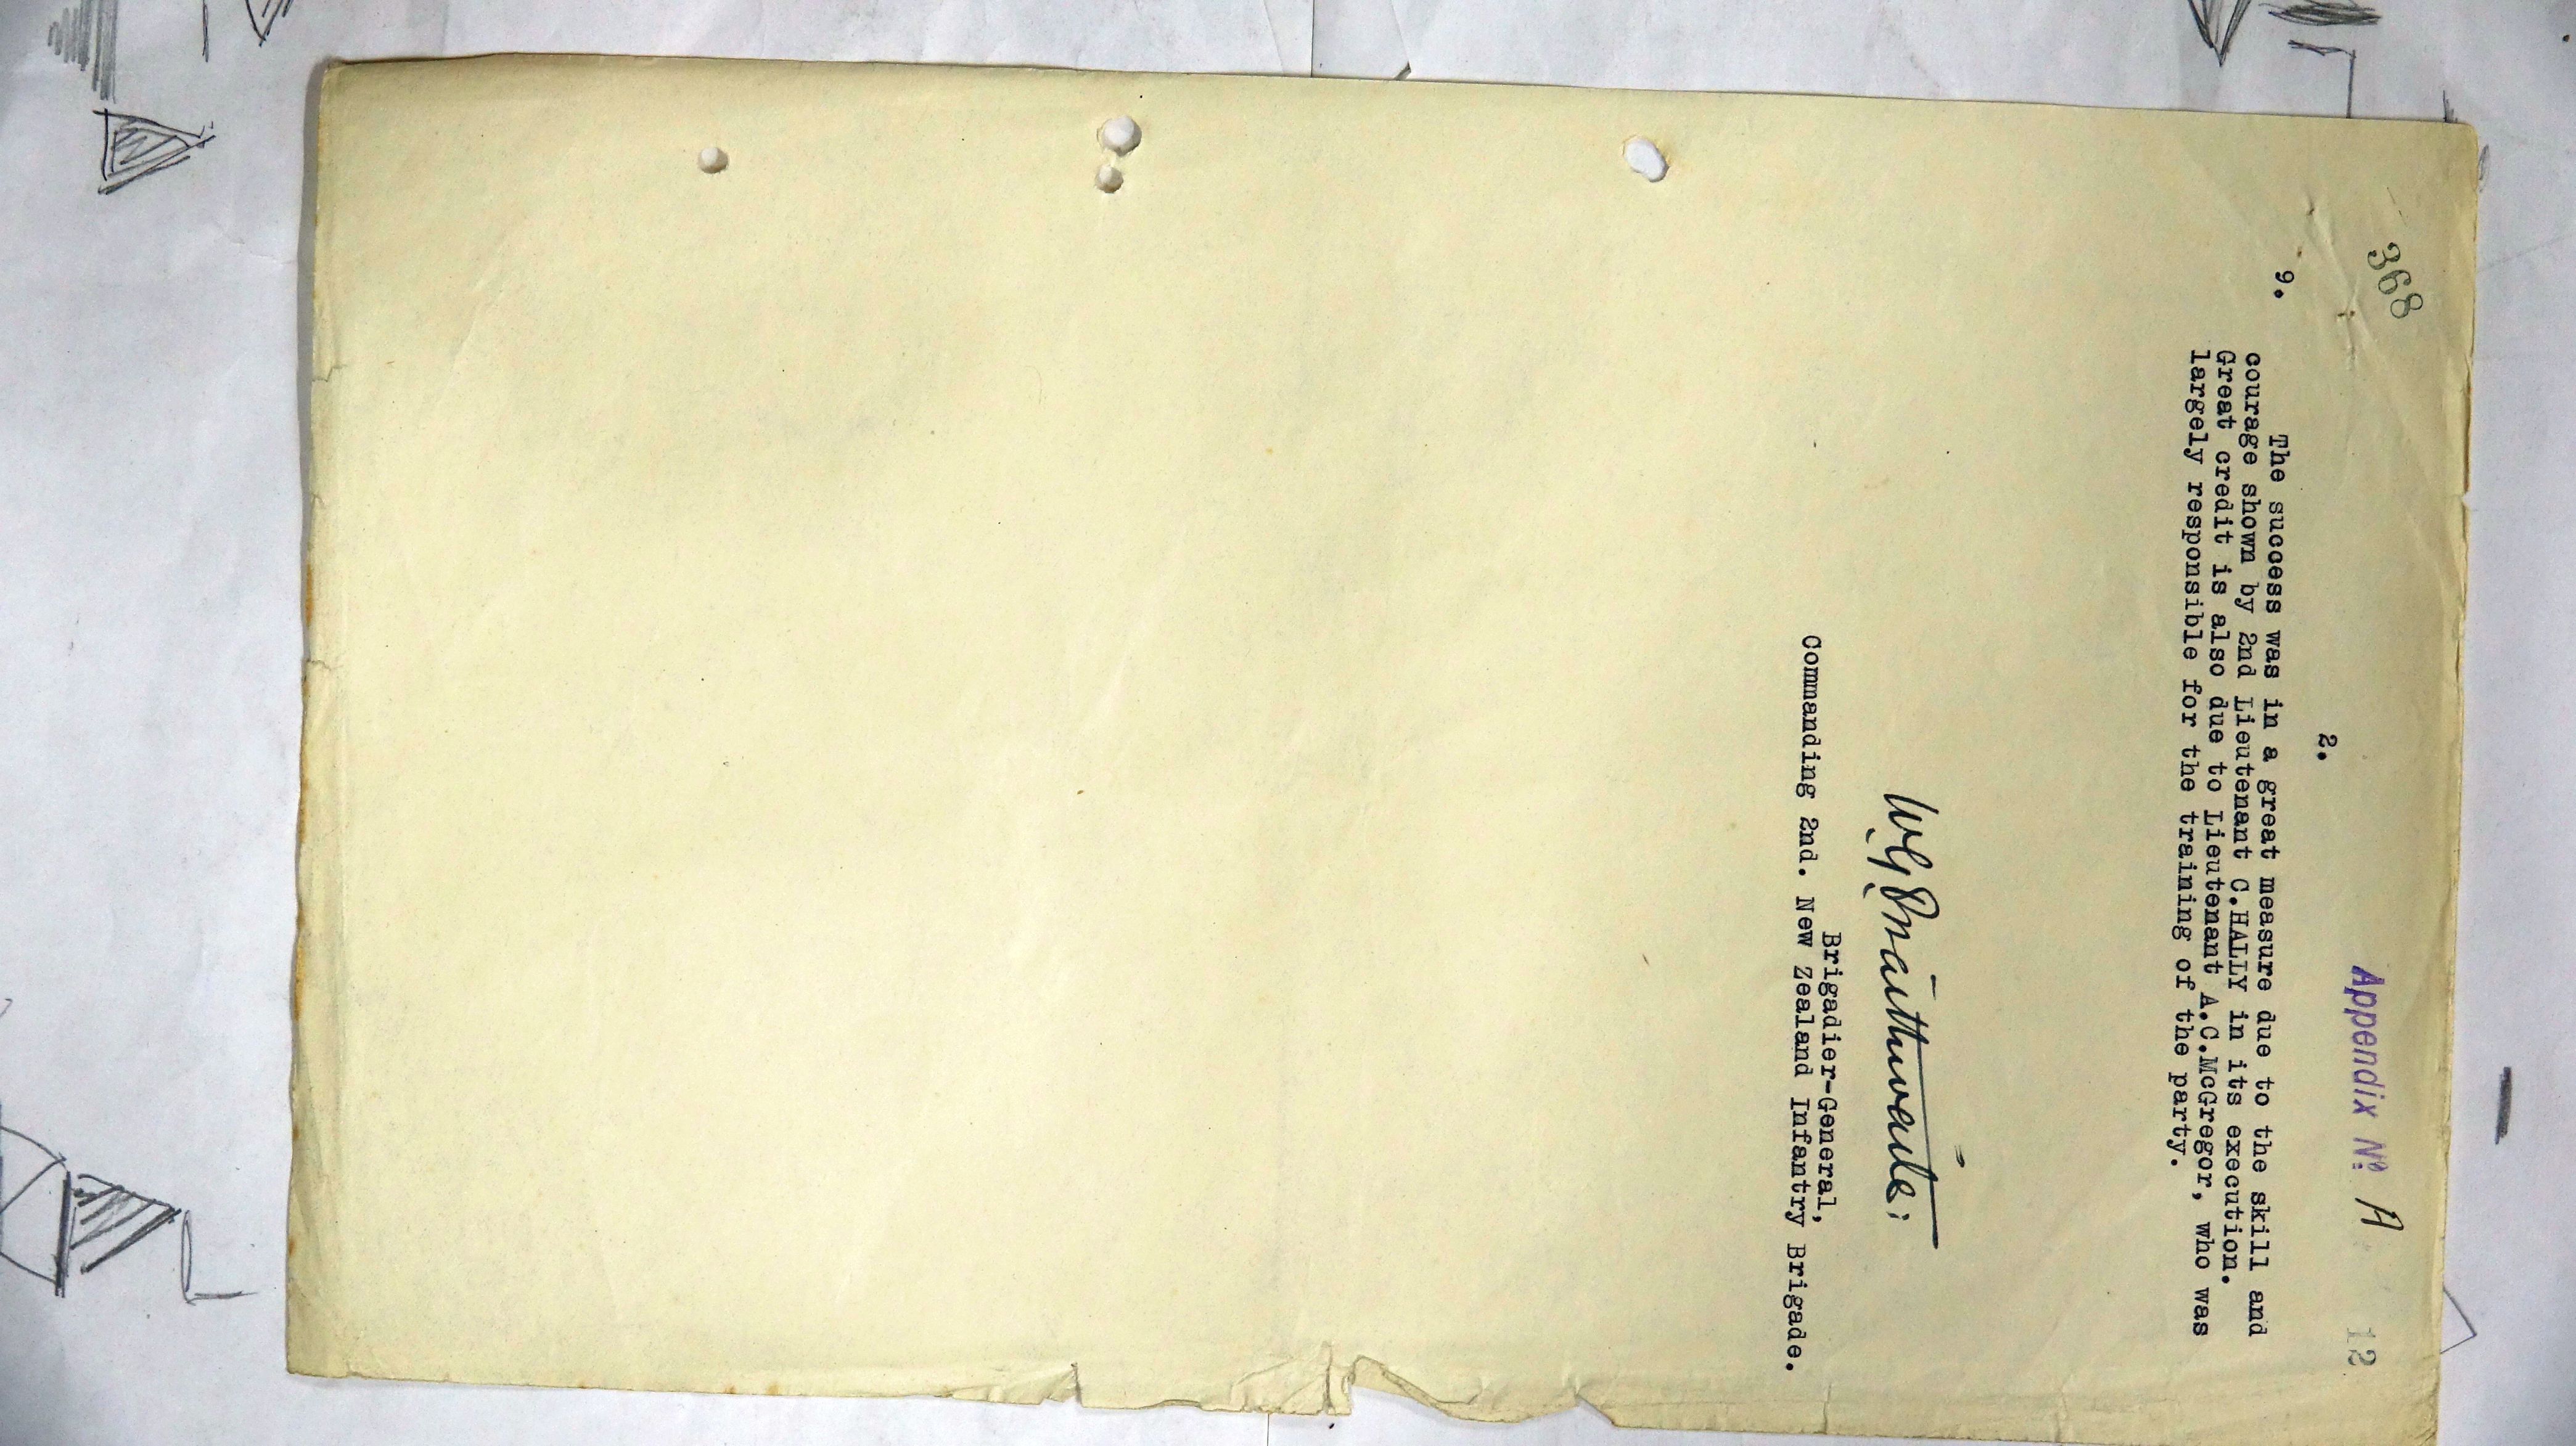 368
Appendix No. A
12
2.
9. The success was in a great measure due to the skill and
courage shown by 2nd Lieutenant C.HALLY in its execution.
Great credit is also due to Lieutenant A.C.McGregor, who was
largely responsible for the training of the party.
W.G.Braithwaite:
Brigadier-General,
Commanding 2nd. New Zealand Infantry Brigade.